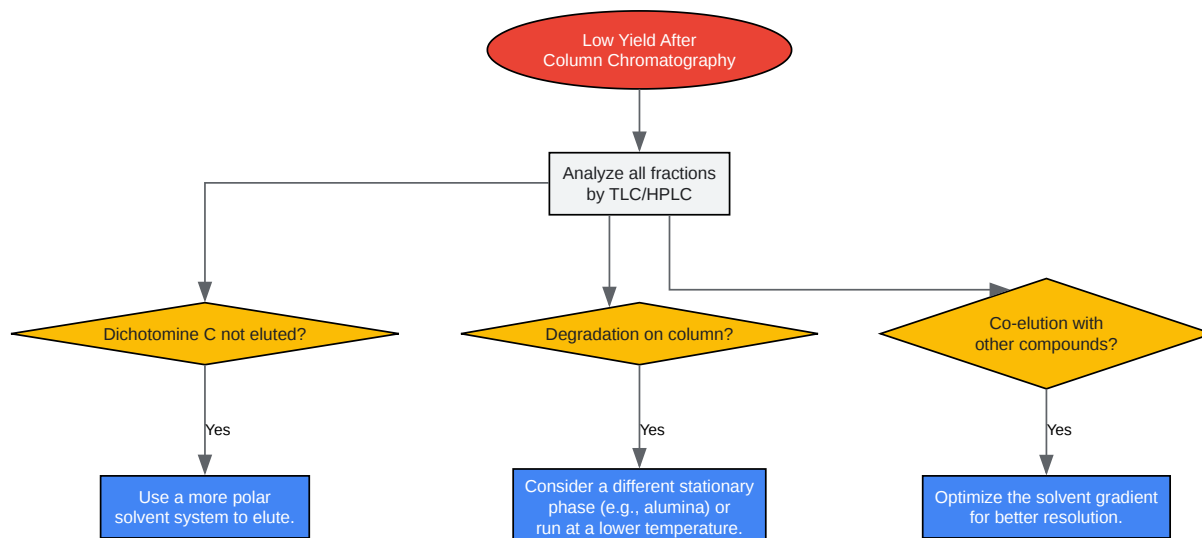 Low Yield After
Column Chromatography
Analyze all fractions
by TLC/HPLC
Dichotomine C not eluted?
Degradation on column?
Co-elution with
other compounds?
Yes
Yes
Yes
Use a more polar
solvent system to elute.
Consider a different stationary
phase (e.g., alumina) or
run at a lower temperature.
Optimize the solvent gradient
for better resolution.